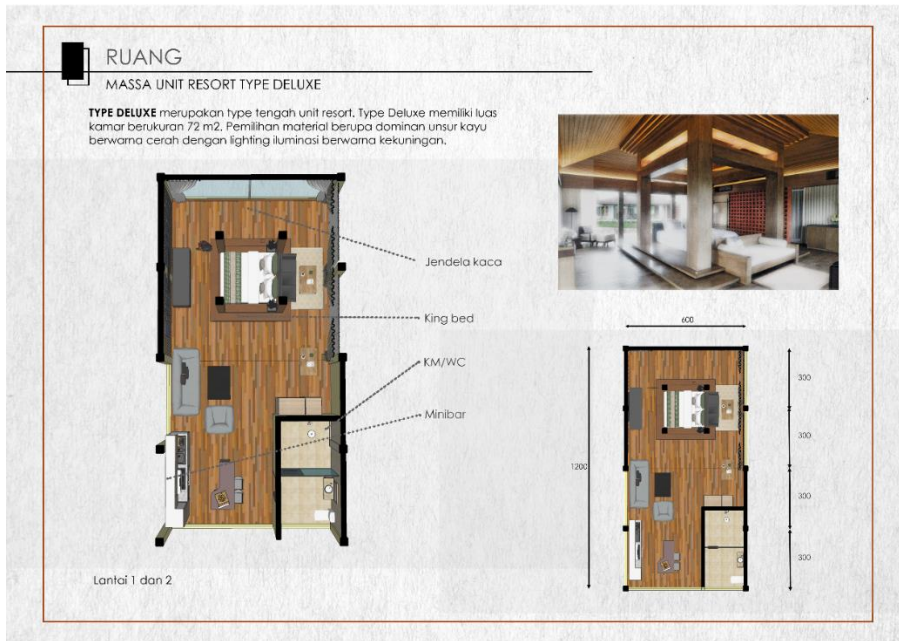 RUANG
MASSA UNIT RESORT TYPE DELUXE
TYPE DELUXE merupakan type tengah unit resort. Type Deluxe memiliki luas
kamar berukuran 72 m2. Pemilihan material berupa dominan unsur kayu
berwarna cerah dengan lighting iluminasi berwarna kekuningan.
Jendela kaca
King bed
KM/WC
Minibar
Lantai 1 dan 2
600
300
300
1200
300
300